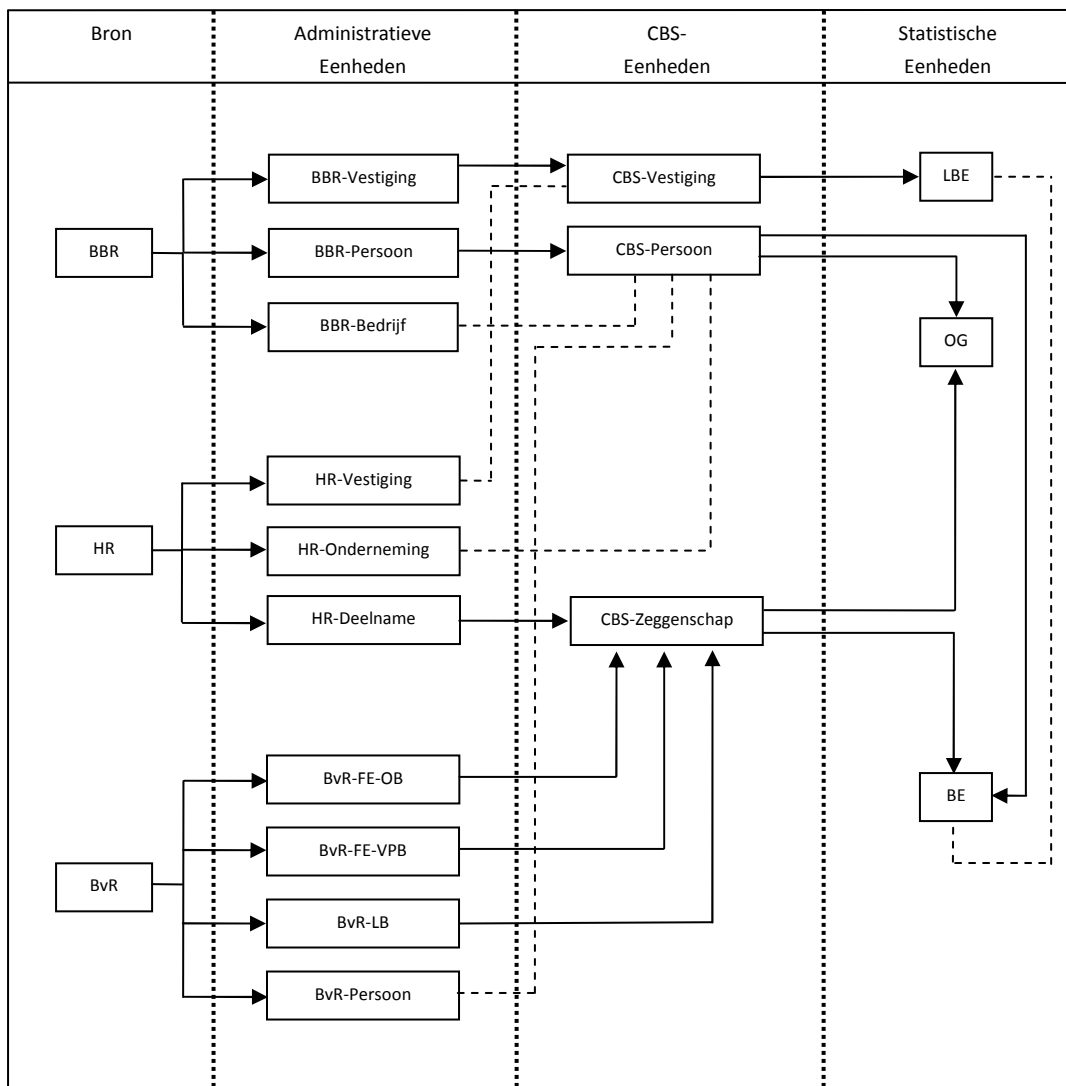 Bron
Administratieve
Eenheden
CBS-
Eenheden
Statistische
Eenheden
BBR-Vestiging
CBS-Vestiging
LBE
BBR
BBR-Persoon
CBS-Persoon
BBR-Bedrijf
OG
HR-Vestiging
HR
HR-Onderneming
HR-Deelname
CBS-Zeggenschap
BvR-FE-OB
BE
BvR-FE-VPB
BvR
BvR-LB
BvR-Persoon